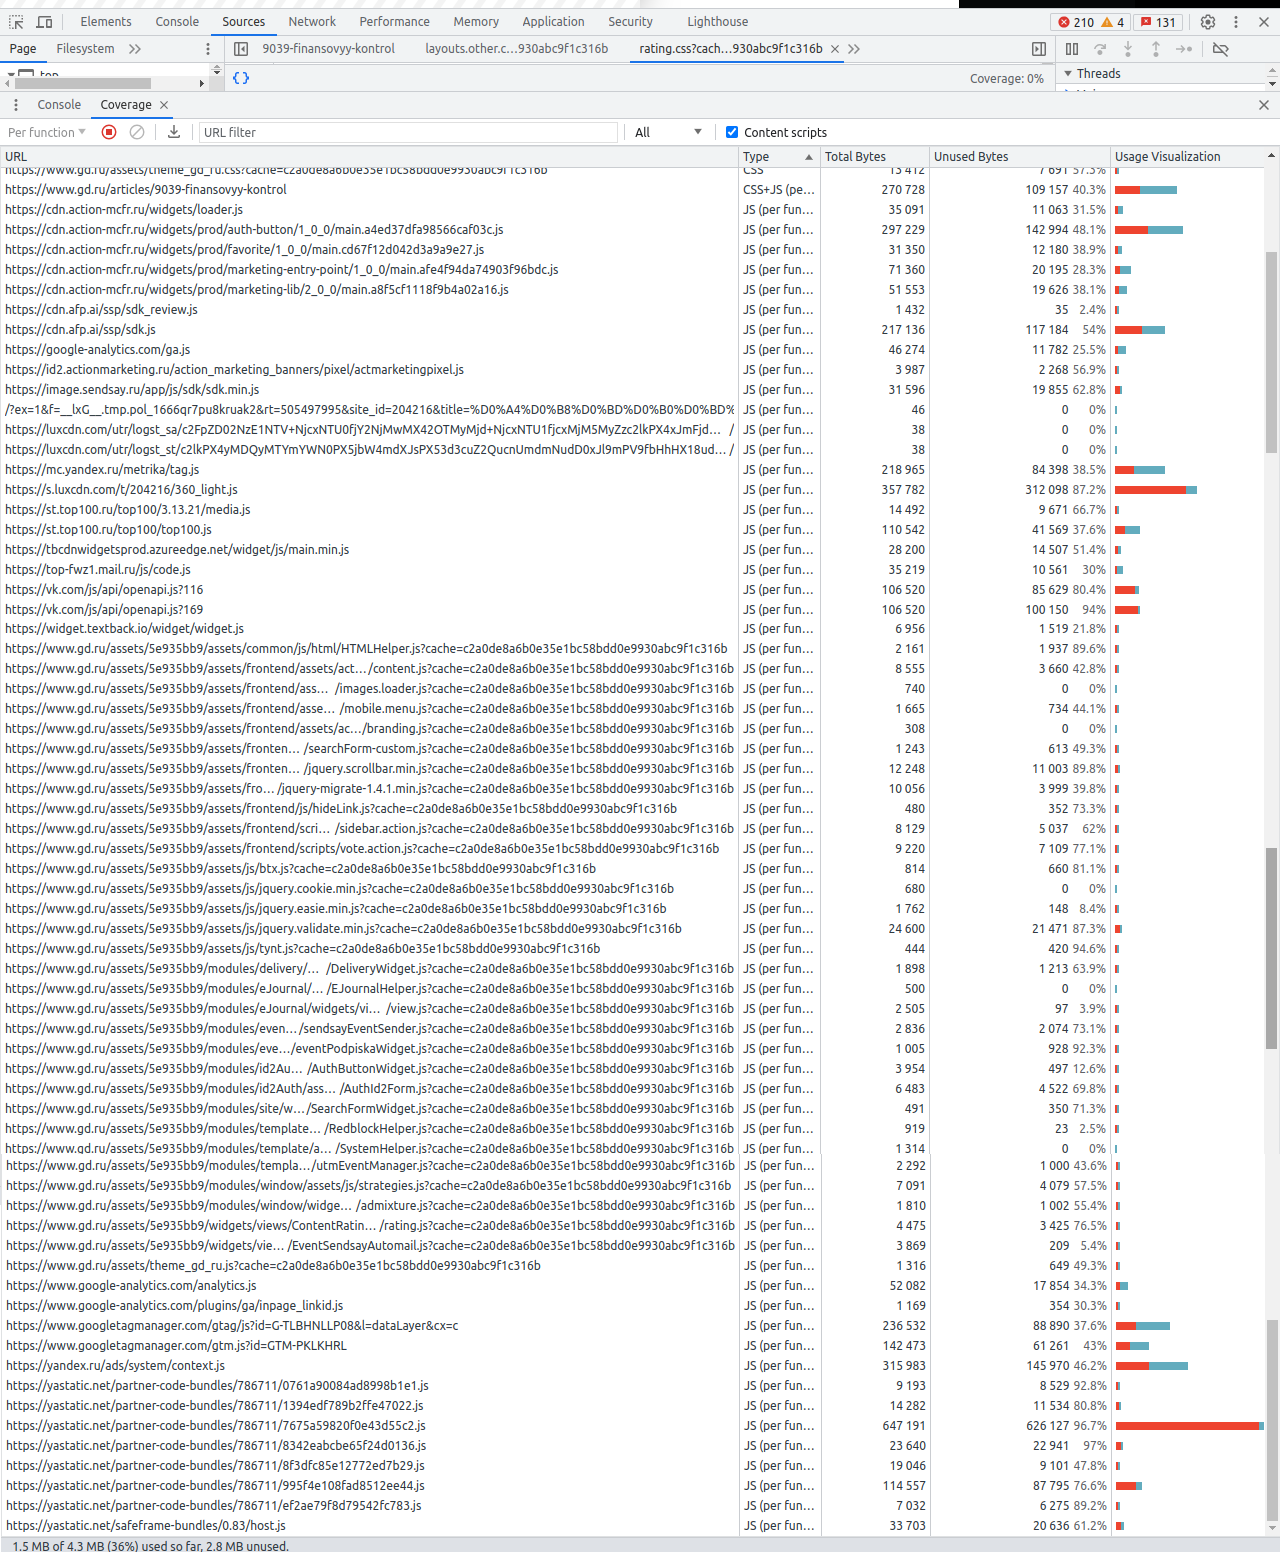 Elements Console Sources Network Performance Memory Application Security Lighthouse 210 4 131
Page Filesystem 9039-finansovyy-kontrol layouts.other.c...930abc9f1c316b rating.css?cach...930abc9f1c316b
top
{} Coverage: 0% Threads
Console Coverage
Per function URL filter All Content scripts
URL Type Total Bytes Unused Bytes Usage Visualization
https://www.gd.ru/assets/theme_gd_ru.css?cache=c2a0de8a6b0e35e1bc58bdd0e9930abc9f1c316b CSS 13 412 7 691 57.3%
https://www.gd.ru/articles/9039-finansovyy-kontrol CSS+JS (pe... 270 728 109 157 40.3%
https://cdn.action-mcfr.ru/widgets/loader.js JS (per fun... 35 091 11 063 31.5%
https://cdn.action-mcfr.ru/widgets/prod/auth-button/1_0_0/main.a4ed37dfa98566caf03c.js JS (per fun... 297 229 142 994 48.1%
https://cdn.action-mcfr.ru/widgets/prod/favorite/1_0_0/main.cd67f12d042d3a9a9e27.js JS (per fun... 31 350 12 180 38.9%
https://cdn.action-mcfr.ru/widgets/prod/marketing-entry-point/1_0_0/main.afe4f94da74903f96bdc.js JS (per fun... 71 360 20 195 28.3%
https://cdn.action-mcfr.ru/widgets/prod/marketing-lib/2_0_0/main.a8f5cf1118f9b4a02a16.js JS (per fun... 51 553 19 626 38.1%
https://cdn.afp.ai/ssp/sdk_review.js JS (per fun... 1 432 35 2.4%
https://cdn.afp.ai/ssp/sdk.js JS (per fun... 217 136 117 184 54%
https://google-analytics.com/ga.js JS (per fun... 46 274 11 782 25.5%
https://id2.actionmarketing.ru/action_marketing_banners/pixel/actmarketingpixel.js JS (per fun... 3 987 2 268 56.9%
https://image.sendsay.ru/app/js/sdk/sdk.min.js JS (per fun... 31 596 19 855 62.8%
/?ex=1&f=__lxG__.tmp.pol_1666qr7pu8kruak2&rt=505497995&site_id=204216&title=%D0%A4%D0%B8%D0%BD%D0%B0%D0%BD% JS (per fun... 46 0 0%
https://luxcdn.com/utr/logst_sa/c2FpZD02NzE1NTV+NjcxNTU0fjY2NjMwMX42OTMyMjd+NjcxNTU1fjcxMjM5MyZzc2lkPX4xJmFjd... / JS (per fun... 38 0 0%
https://luxcdn.com/utr/logst_st/c2lkPX4yMDQyMTYmYWN0PX5jbW4mdXJsPX53d3cuZ2QucnUmdmNudD0xJl9mPV9fbHhHX18ud... / JS (per fun... 38 0 0%
https://mc.yandex.ru/metrika/tag.js JS (per fun... 218 965 84 398 38.5%
https://s.luxcdn.com/t/204216/360_light.js JS (per fun... 357 782 312 098 87.2%
https://st.top100.ru/top100/3.13.21/media.js JS (per fun... 14 492 9 671 66.7%
https://st.top100.ru/top100/top100.js JS (per fun... 110 542 41 569 37.6%
https://tbcdnwidgetsprod.azureedge.net/widget/js/main.min.js JS (per fun... 28 200 14 507 51.4%
https://top-fwz1.mail.ru/js/code.js JS (per fun... 35 219 10 561 30%
https://vk.com/js/api/openapi.js?116 JS (per fun... 106 520 85 629 80.4%
https://vk.com/js/api/openapi.js?169 JS (per fun... 106 520 100 150 94%
https://widget.textback.io/widget/widget.js JS (per fun... 6 956 1 519 21.8%
https://www.gd.ru/assets/5e935bb9/assets/common/js/html/HTMLHelper.js?cache=c2a0de8a6b0e35e1bc58bdd0e9930abc9f1c316b JS (per fun... 2 161 1 937 89.6%
https://www.gd.ru/assets/5e935bb9/assets/frontend/assets/act... /content.js?cache=c2a0de8a6b0e35e1bc58bdd0e9930abc9f1c316b JS (per fun... 8 555 3 660 42.8%
https://www.gd.ru/assets/5e935bb9/assets/frontend/ass... /images.loader.js?cache=c2a0de8a6b0e35e1bc58bdd0e9930abc9f1c316b JS (per fun... 740 0 0%
https://www.gd.ru/assets/5e935bb9/assets/frontend/asse... /mobile.menu.js?cache=c2a0de8a6b0e35e1bc58bdd0e9930abc9f1c316b JS (per fun... 1 665 734 44.1%
https://www.gd.ru/assets/5e935bb9/assets/frontend/assets/ac... /branding.js?cache=c2a0de8a6b0e35e1bc58bdd0e9930abc9f1c316b JS (per fun... 308 0 0%
https://www.gd.ru/assets/5e935bb9/assets/fronten... /searchForm-custom.js?cache=c2a0de8a6b0e35e1bc58bdd0e9930abc9f1c316b JS (per fun... 1 243 613 49.3%
https://www.gd.ru/assets/5e935bb9/assets/fronten... /jquery.scrollbar.min.js?cache=c2a0de8a6b0e35e1bc58bdd0e9930abc9f1c316b JS (per fun... 12 248 11 003 89.8%
https://www.gd.ru/assets/5e935bb9/assets/fro... /jquery-migrate-1.4.1.min.js?cache=c2a0de8a6b0e35e1bc58bdd0e9930abc9f1c316b JS (per fun... 10 056 3 999 39.8%
https://www.gd.ru/assets/5e935bb9/assets/frontend/js/hideLink.js?cache=c2a0de8a6b0e35e1bc58bdd0e9930abc9f1c316b JS (per fun... 480 352 73.3%
https://www.gd.ru/assets/5e935bb9/assets/frontend/scri... /sidebar.action.js?cache=c2a0de8a6b0e35e1bc58bdd0e9930abc9f1c316b JS (per fun... 8 129 5 037 62%
https://www.gd.ru/assets/5e935bb9/assets/frontend/scripts/vote.action.js?cache=c2a0de8a6b0e35e1bc58bdd0e9930abc9f1c316b JS (per fun... 9 220 7 109 77.1%
https://www.gd.ru/assets/5e935bb9/assets/js/btx.js?cache=c2a0de8a6b0e35e1bc58bdd0e9930abc9f1c316b JS (per fun... 814 660 81.1%
https://www.gd.ru/assets/5e935bb9/assets/js/jquery.cookie.min.js?cache=c2a0de8a6b0e35e1bc58bdd0e9930abc9f1c316b JS (per fun... 680 0 0%
https://www.gd.ru/assets/5e935bb9/assets/js/jquery.easie.min.js?cache=c2a0de8a6b0e35e1bc58bdd0e9930abc9f1c316b JS (per fun... 1 762 148 8.4%
https://www.gd.ru/assets/5e935bb9/assets/js/jquery.validate.min.js?cache=c2a0de8a6b0e35e1bc58bdd0e9930abc9f1c316b JS (per fun... 24 600 21 471 87.3%
https://www.gd.ru/assets/5e935bb9/assets/js/tynt.js?cache=c2a0de8a6b0e35e1bc58bdd0e9930abc9f1c316b JS (per fun... 444 420 94.6%
https://www.gd.ru/assets/5e935bb9/modules/delivery/... /DeliveryWidget.js?cache=c2a0de8a6b0e35e1bc58bdd0e9930abc9f1c316b JS (per fun... 1 898 1 213 63.9%
https://www.gd.ru/assets/5e935bb9/modules/eJournal/... /EJournalHelper.js?cache=c2a0de8a6b0e35e1bc58bdd0e9930abc9f1c316b JS (per fun... 500 0 0%
https://www.gd.ru/assets/5e935bb9/modules/eJournal/widgets/vi... /view.js?cache=c2a0de8a6b0e35e1bc58bdd0e9930abc9f1c316b JS (per fun... 2 505 97 3.9%
https://www.gd.ru/assets/5e935bb9/modules/even... /sendsayEventSender.js?cache=c2a0de8a6b0e35e1bc58bdd0e9930abc9f1c316b JS (per fun... 2 836 2 074 73.1%
https://www.gd.ru/assets/5e935bb9/modules/eve... /eventPodpiskaWidget.js?cache=c2a0de8a6b0e35e1bc58bdd0e9930abc9f1c316b JS (per fun... 1 005 928 92.3%
https://www.gd.ru/assets/5e935bb9/modules/id2Au... /AuthButtonWidget.js?cache=c2a0de8a6b0e35e1bc58bdd0e9930abc9f1c316b JS (per fun... 3 954 497 12.6%
https://www.gd.ru/assets/5e935bb9/modules/id2Auth/ass... /AuthId2Form.js?cache=c2a0de8a6b0e35e1bc58bdd0e9930abc9f1c316b JS (per fun... 6 483 4 522 69.8%
https://www.gd.ru/assets/5e935bb9/modules/site/w... /SearchFormWidget.js?cache=c2a0de8a6b0e35e1bc58bdd0e9930abc9f1c316b JS (per fun... 491 350 71.3%
https://www.gd.ru/assets/5e935bb9/modules/template... /RedblockHelper.js?cache=c2a0de8a6b0e35e1bc58bdd0e9930abc9f1c316b JS (per fun... 919 23 2.5%
https://www.gd.ru/assets/5e935bb9/modules/template/a... /SystemHelper.js?cache=c2a0de8a6b0e35e1bc58bdd0e9930abc9f1c316b JS (per fun... 1 314 0 0%
https://www.gd.ru/assets/5e935bb9/modules/templa... /utmEventManager.js?cache=c2a0de8a6b0e35e1bc58bdd0e9930abc9f1c316b JS (per fun... 2 292 1 000 43.6%
https://www.gd.ru/assets/5e935bb9/modules/window/assets/js/strategies.js?cache=c2a0de8a6b0e35e1bc58bdd0e9930abc9f1c316b JS (per fun... 7 091 4 079 57.5%
https://www.gd.ru/assets/5e935bb9/modules/window/widge... /admixture.js?cache=c2a0de8a6b0e35e1bc58bdd0e9930abc9f1c316b JS (per fun... 1 810 1 002 55.4%
https://www.gd.ru/assets/5e935bb9/widgets/views/ContentRatin... /rating.js?cache=c2a0de8a6b0e35e1bc58bdd0e9930abc9f1c316b JS (per fun... 4 475 3 425 76.5%
https://www.gd.ru/assets/5e935bb9/widgets/vie... /EventSendsayAutomail.js?cache=c2a0de8a6b0e35e1bc58bdd0e9930abc9f1c316b JS (per fun... 3 869 209 5.4%
https://www.gd.ru/assets/theme_gd_ru.js?cache=c2a0de8a6b0e35e1bc58bdd0e9930abc9f1c316b JS (per fun... 1 316 649 49.3%
https://www.google-analytics.com/analytics.js JS (per fun... 52 082 17 854 34.3%
https://www.google-analytics.com/plugins/ga/inpage_linkid.js JS (per fun... 1 169 354 30.3%
https://www.googletagmanager.com/gtag/js?id=G-TLBHNLLP08&l=dataLayer&cx=c JS (per fun... 236 532 88 890 37.6%
https://www.googletagmanager.com/gtm.js?id=GTM-PKLKHRL JS (per fun... 142 473 61 261 43%
https://yandex.ru/ads/system/context.js JS (per fun... 315 983 145 970 46.2%
https://yastatic.net/partner-code-bundles/786711/0761a90084ad8998b1e1.js JS (per fun... 9 193 8 529 92.8%
https://yastatic.net/partner-code-bundles/786711/1394edf789b2ffe47022.js JS (per fun... 14 282 11 534 80.8%
https://yastatic.net/partner-code-bundles/786711/7675a59820f0e43d55c2.js JS (per fun... 647 191 626 127 96.7%
https://yastatic.net/partner-code-bundles/786711/8342eabcbe65f24d0136.js JS (per fun... 23 640 22 941 97%
https://yastatic.net/partner-code-bundles/786711/8f3dfc85e12772ed7b29.js JS (per fun... 19 046 9 101 47.8%
https://yastatic.net/partner-code-bundles/786711/995f4e108fad8512ee44.js JS (per fun... 114 557 87 795 76.6%
https://yastatic.net/partner-code-bundles/786711/ef2ae79f8d79542fc783.js JS (per fun... 7 032 6 275 89.2%
https://yastatic.net/safeframe-bundles/0.83/host.js JS (per fun... 33 703 20 636 61.2%
1.5 MB of 4.3 MB (36%) used so far, 2.8 MB unused.